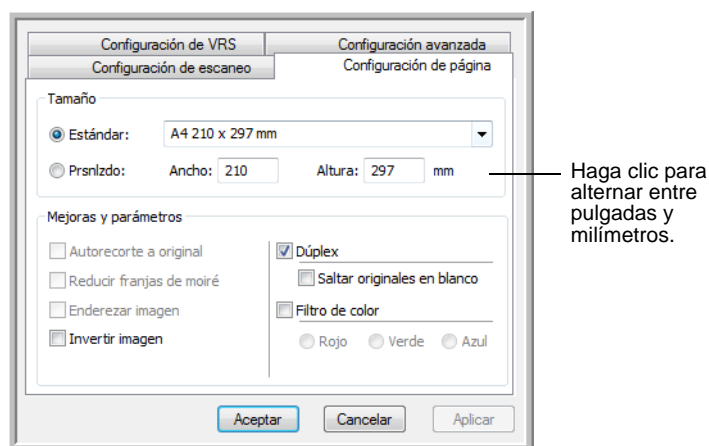 Configuración de VRS
Configuración avanzada
Configuración de escaneo
Configuración de página
Tamaño
Estándar: A4 210 x 297 mm
Prsnlzdo: Ancho: 210 Altura: 297 mm
Haga clic para
alternar entre
pulgadas y
milímetros.
Mejoras y parámetros
Autorecorte a original
Reducir franjas de moiré
Enderezar imagen
Invertir imagen
Dúplex
Saltar originales en blanco
Filtro de color
Rojo Verde Azul
Aceptar Cancelar Aplicar